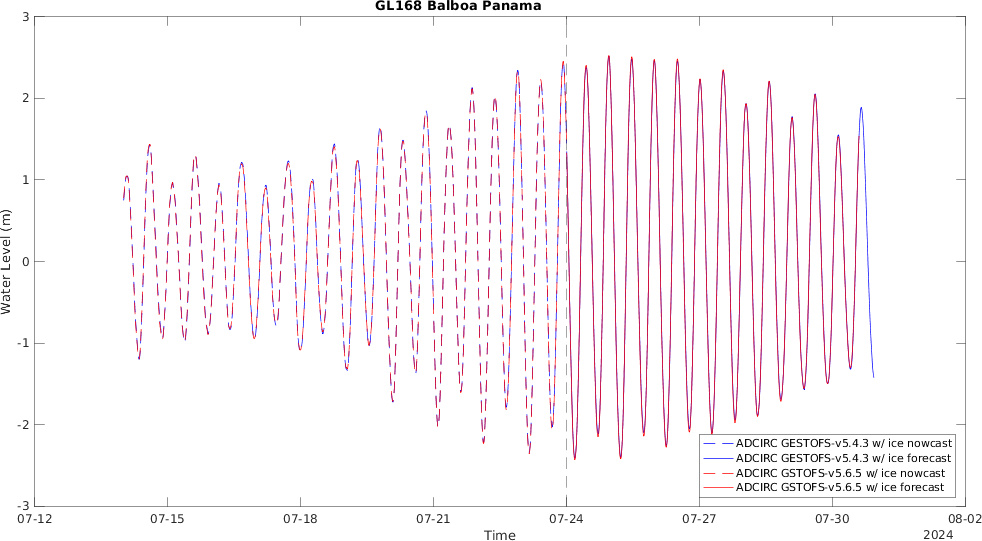 GL168 Balboa Panama
3
2
1
0
-1
-2
-3
Water Level (m)
ADCIRC GESTOFS-v5.4.3 w/ ice nowcast
ADCIRC GESTOFS-v5.4.3 w/ ice forecast
ADCIRC GSTOFS-v5.6.5 w/ ice nowcast
ADCIRC GSTOFS-v5.6.5 w/ ice forecast
07-12 07-15 07-18 07-21 07-24 07-27 07-30 08-02
Time
2024